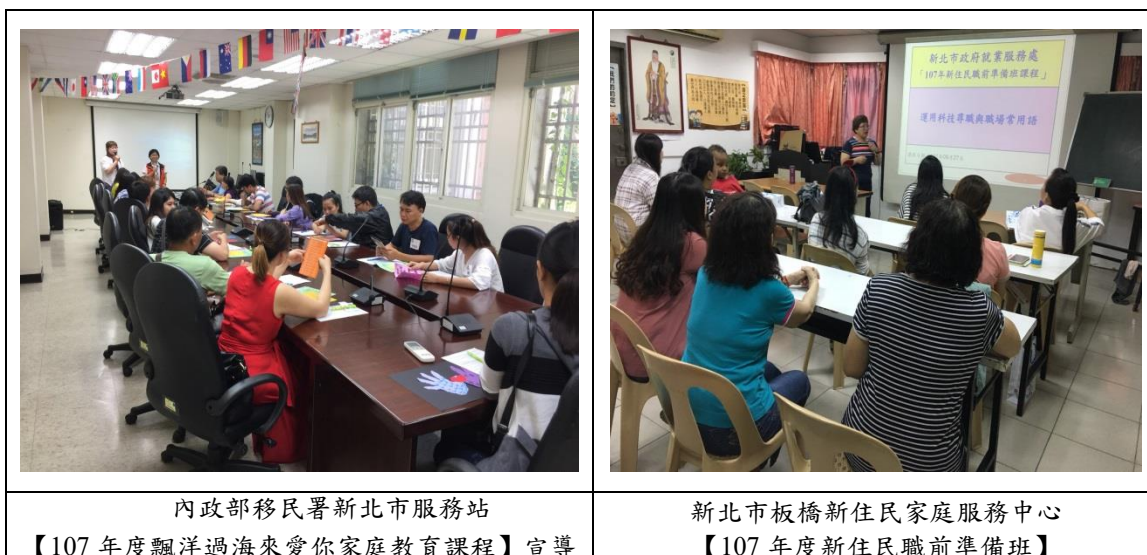 新北市政府就業服務處
「107年新住民職前準備班課程」
運用科技尋職與職場常用語
內政部移民署新北市服務站
【107 年度飄洋過海來愛你家庭教育課程】宣導
新北市板橋新住民家庭服務中心
【107 年度新住民職前準備班】